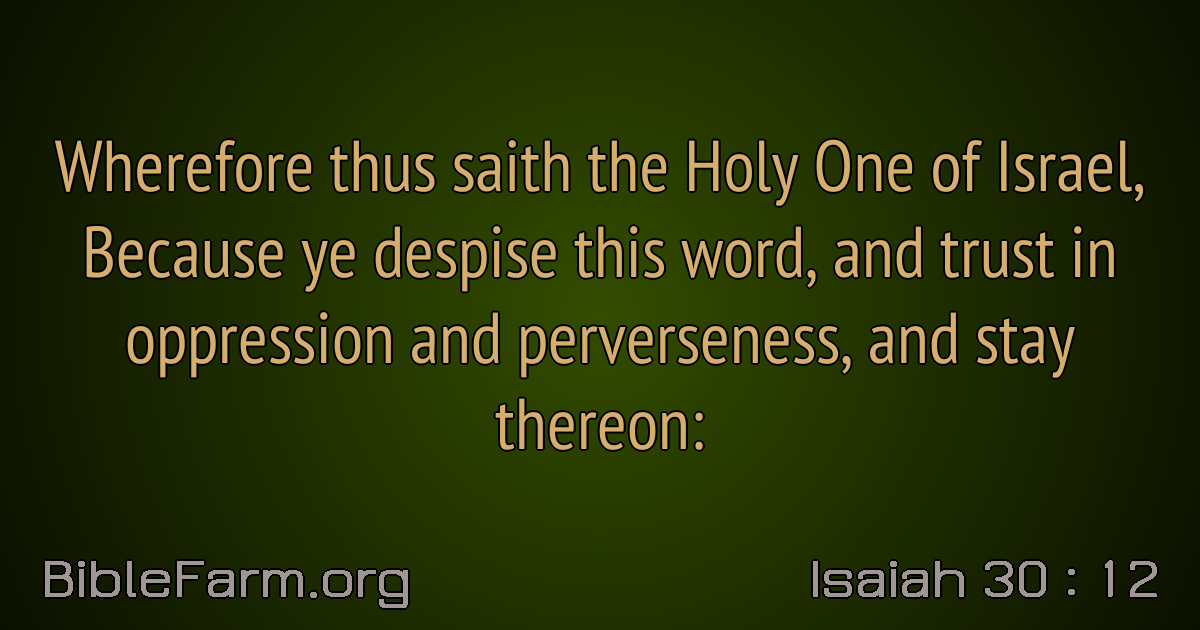 Wherefore thus saith the Holy One of Israel,
Because ye despise this word, and trust in
oppression and perverseness, and stay
thereon:
BibleFarm.org
Isaiah 30 : 12